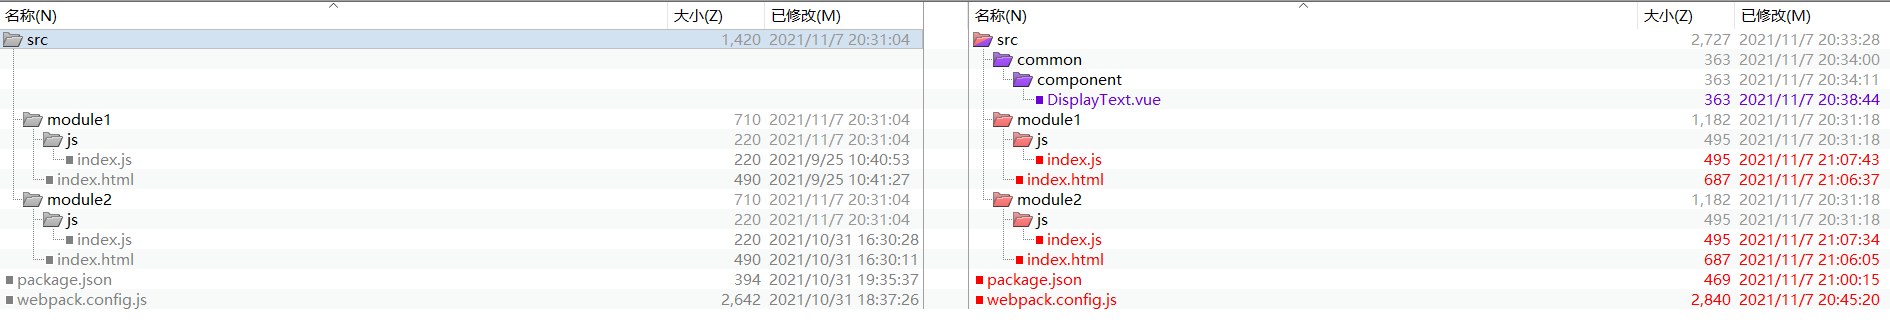 名称(N) 大小(Z) 已修改(M) 名称(N) 大小(Z) 已修改(M)
src 1,420 2021/11/7 20:31:04 src 2,727 2021/11/7 20:33:28
common 363 2021/11/7 20:34:00
component 363 2021/11/7 20:34:11
DisplayText.vue 363 2021/11/7 20:38:44
module1 710 2021/11/7 20:31:04 module1 1,182 2021/11/7 20:31:18
js 220 2021/11/7 20:31:04 js 495 2021/11/7 20:31:18
index.js 220 2021/9/25 10:40:53 index.js 495 2021/11/7 21:07:43
index.html 490 2021/9/25 10:41:27 index.html 687 2021/11/7 21:06:37
module2 710 2021/11/7 20:31:04 module2 1,182 2021/11/7 20:31:18
js 220 2021/11/7 20:31:04 js 495 2021/11/7 20:31:18
index.js 220 2021/10/31 16:30:28 index.js 495 2021/11/7 21:07:34
index.html 490 2021/10/31 16:30:11 index.html 687 2021/11/7 21:06:05
package.json 394 2021/10/31 19:35:37 package.json 469 2021/11/7 21:00:15
webpack.config.js 2,642 2021/10/31 18:37:26 webpack.config.js 2,840 2021/11/7 20:45:20